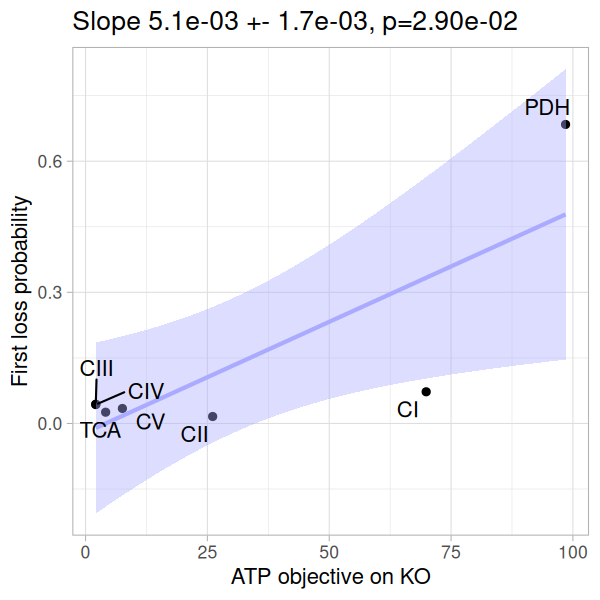 Slope 5.1e-03 +- 1.7e-03, p=2.90e-02
PDH
0.6
First loss probability
0.3
CIII
CIV
CI
TCA
CV
CII
0.0
0
25
50
75
100
ATP objective on KO